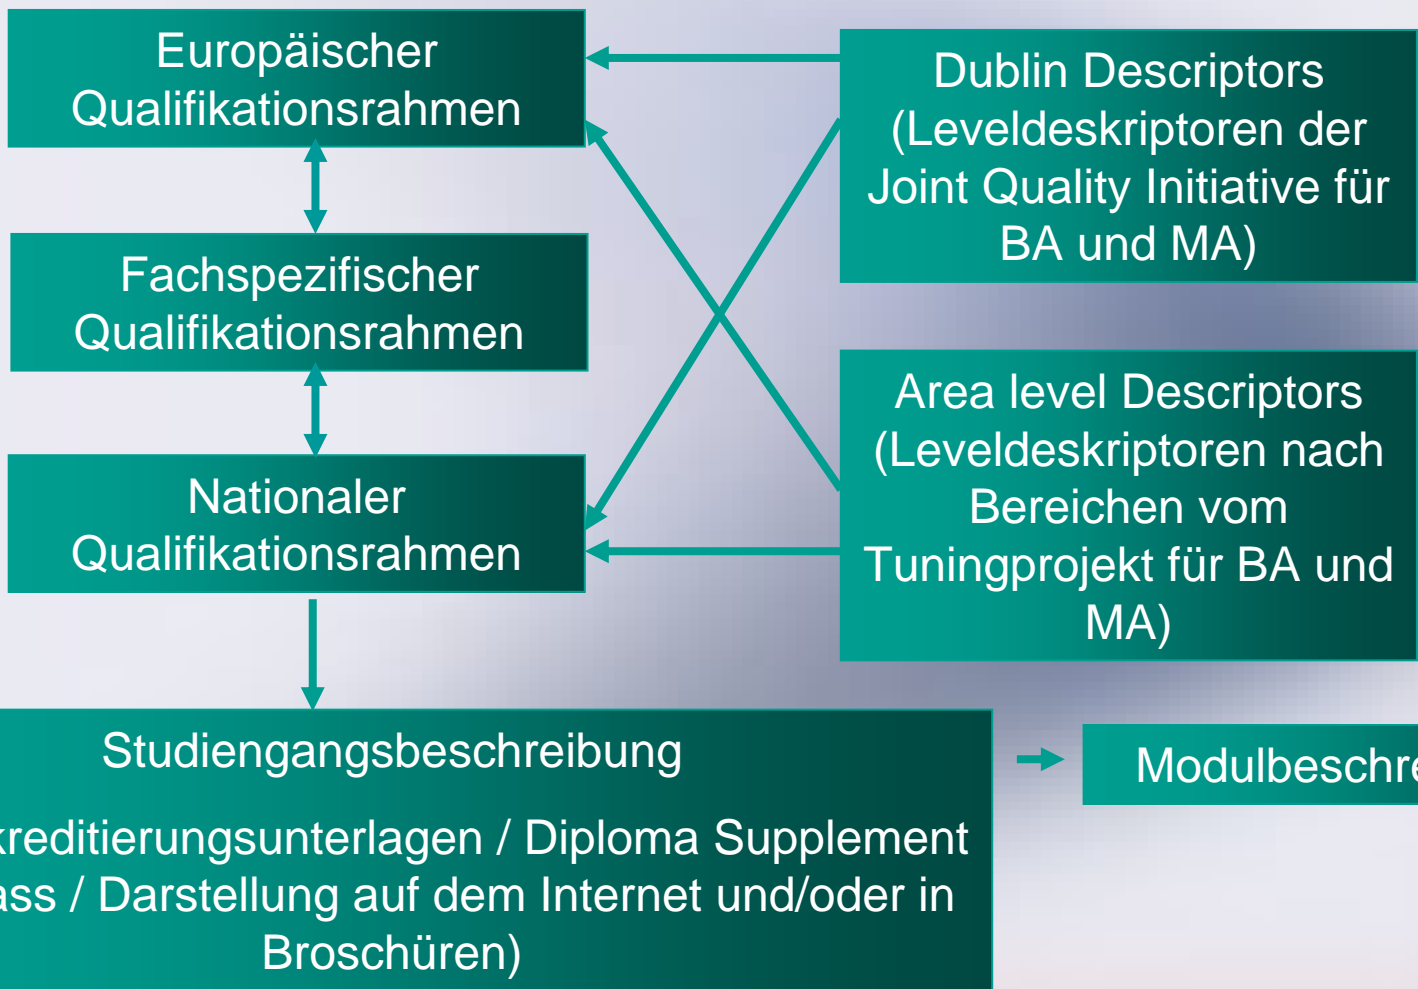 Europäischer
Qualifikationsrahmen
Fachspezifischer
Qualifikationsrahmen
Nationaler
Qualifikationsrahmen
Dublin Descriptors
(Leveldeskriptoren der
Joint Quality Initiative für
BA und MA)
Area level Descriptors
(Leveldeskriptoren nach
Bereichen vom
Tuningprojekt für BA und
MA)
Studiengangsbeschreibung
kreditierungsunterlagen / Diploma Supplement
ass / Darstellung auf dem Internet und/oder in
Broschüren)
Modulbeschre